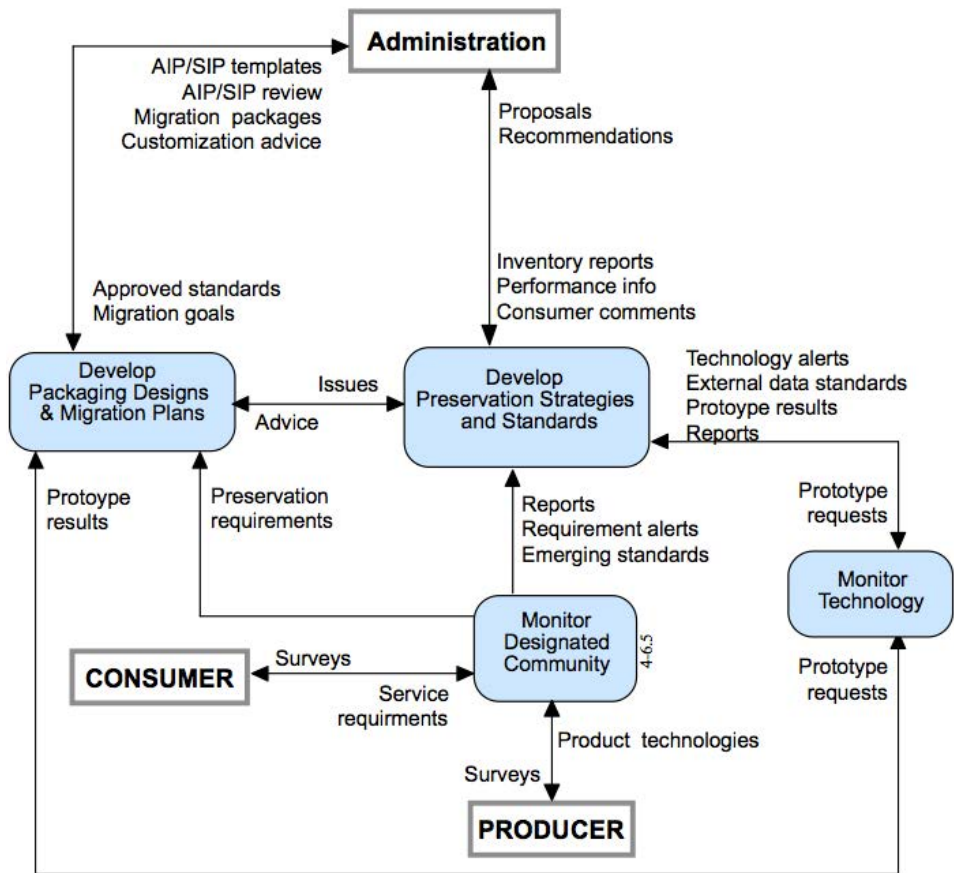 Administration
AIP/SIP templates
AIP/SIP review
Migration packages
Customization advice
Proposals
Recommendations
Inventory reports
Performance info
Consumer comments
Approved standards
Migration goals
Develop
Packaging Designs
& Migration Plans
Issues
Advice
Develop
Preservation Strategies
and Standards
Technology alerts
External data standards
Protoype results
Reports
Protoype
results
Preservation
requirements
Reports
Requirement alerts
Emerging standards
Prototype
requests
Monitor
Technology
Monitor
Designated
Community
4-6.5
CONSUMER
Surveys
Service
requirments
Prototype
requests
Product technologies
Surveys
PRODUCER